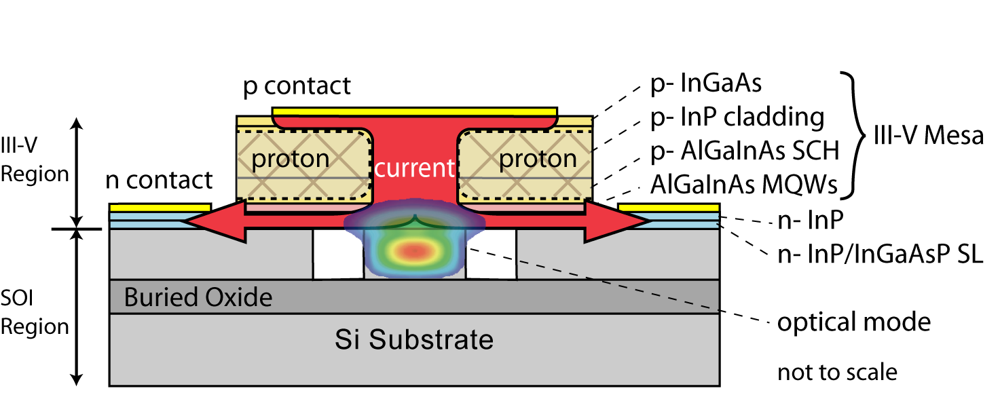 p contact
p- InGaAs
p- InP cladding
p- AlGaInAs SCH
AlGaInAs MQWs
III-V Mesa
III-V
Region
proton
current
proton
n contact
n- InP
n- InP/InGaAsP SL
SOI
Region
Buried Oxide
Si Substrate
optical mode
not to scale